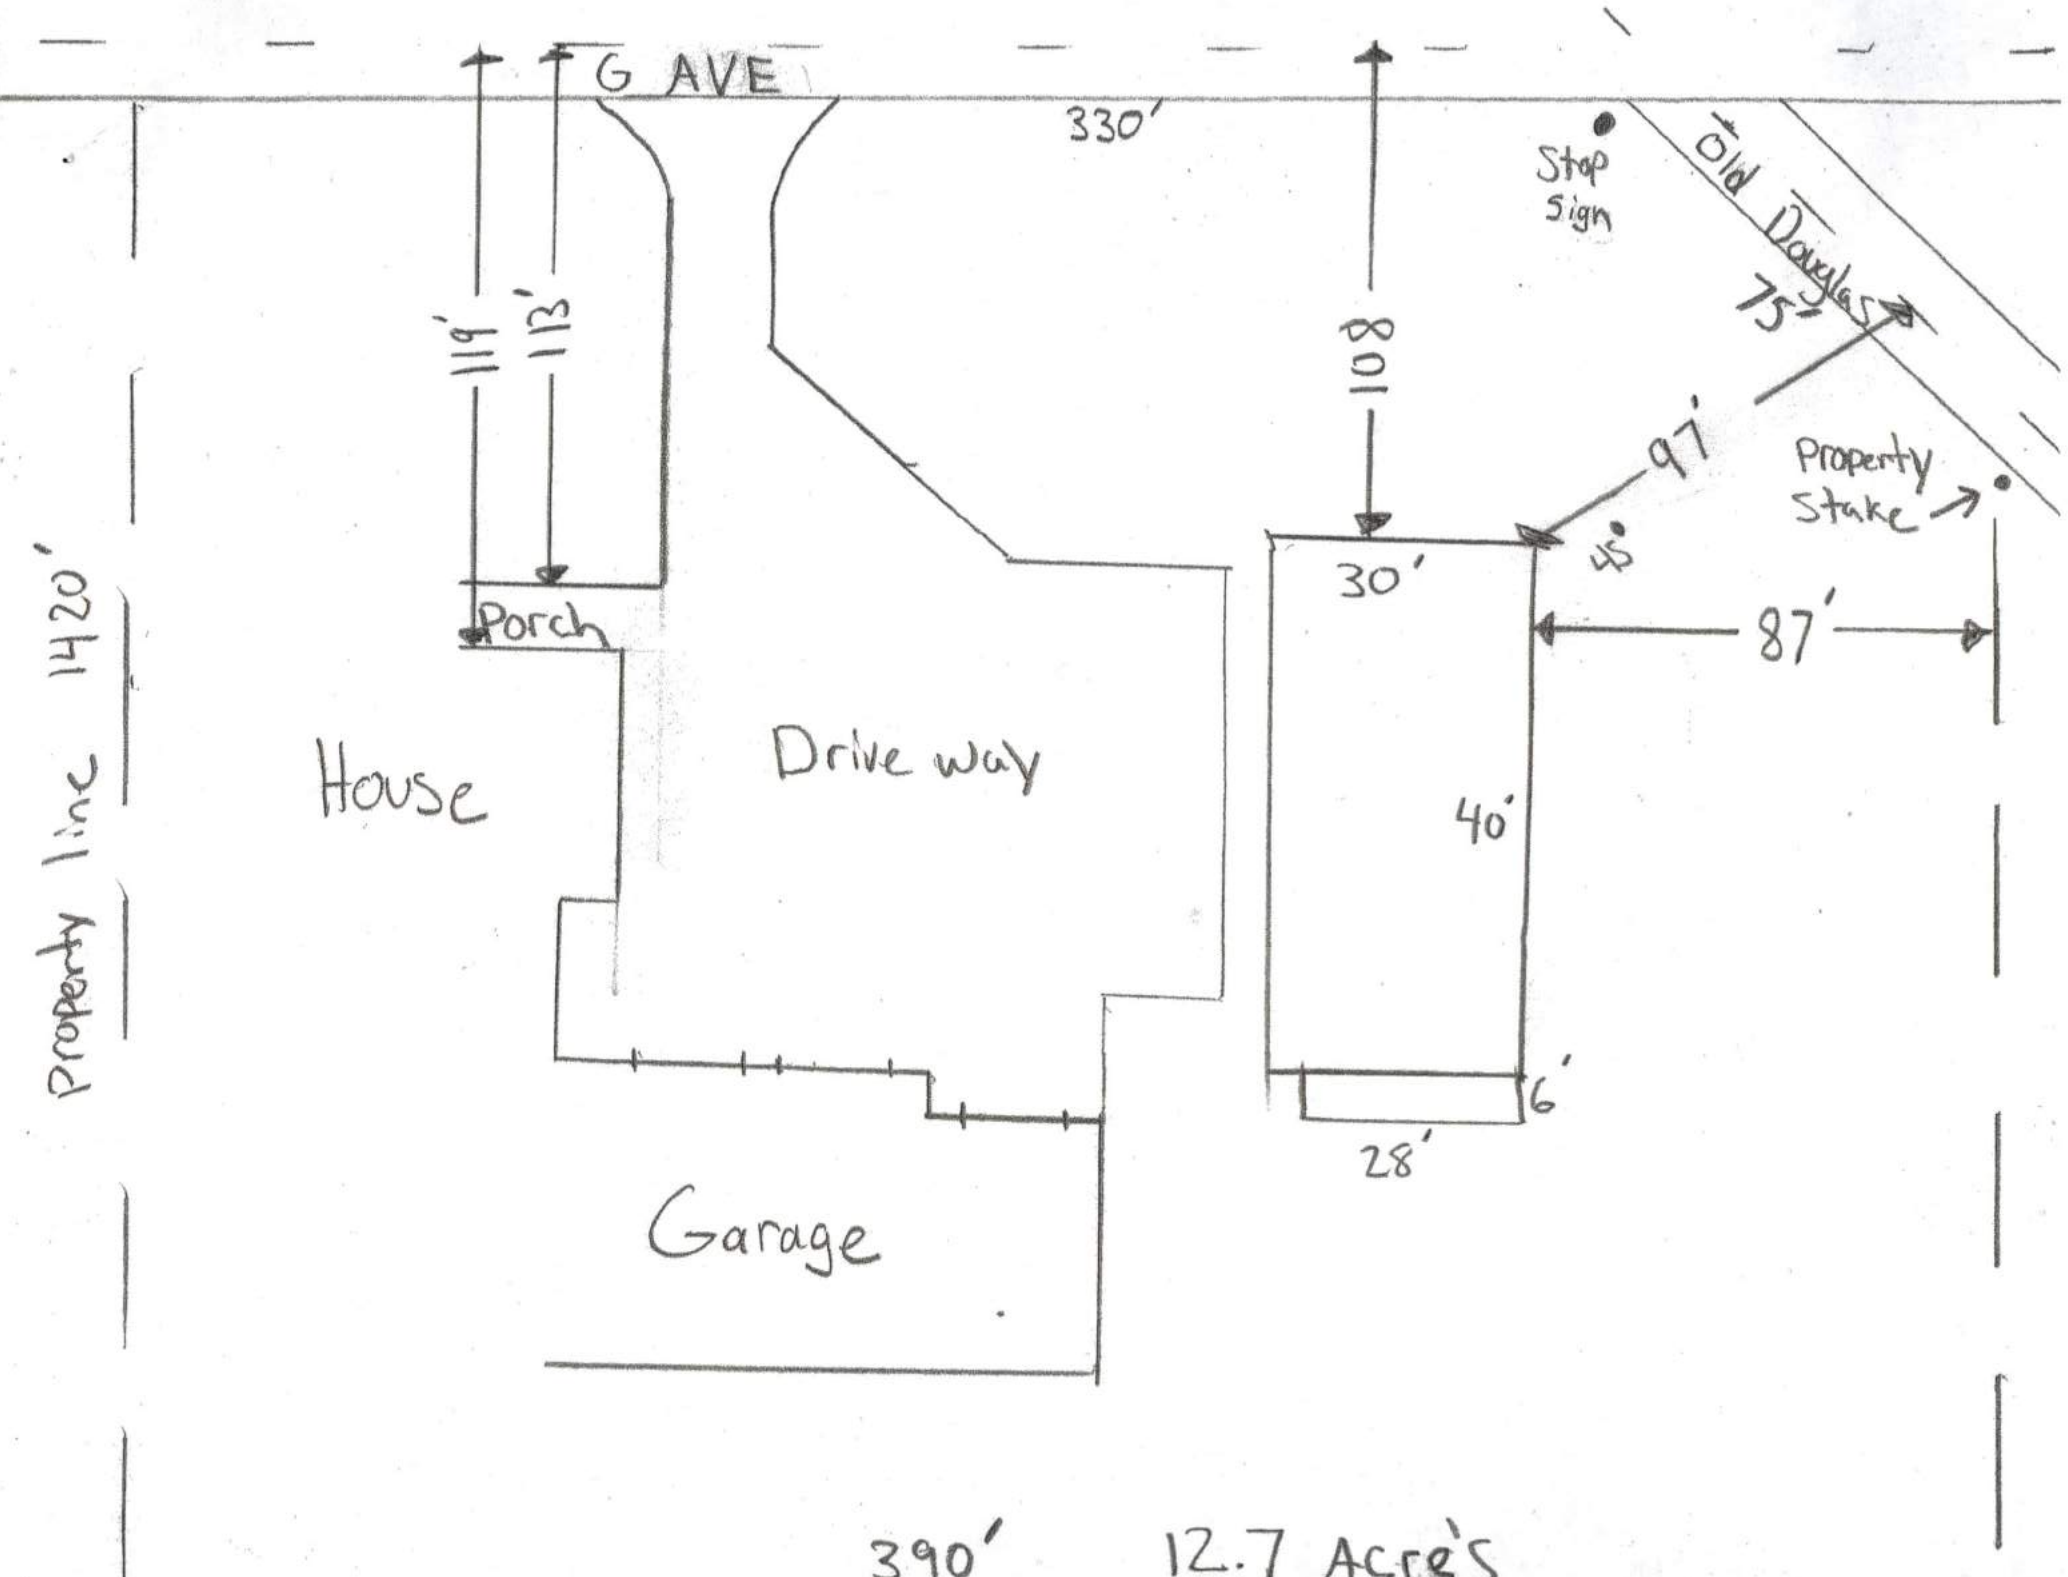 G AVE
330'
Stop
Sign
Old Douglas
75'
119'
113'
108
97'
Property
Stake
45°
30'
Porch
87'
Drive way
House
40'
Property line 1420'
6'
28'
Garage
390'
12.7 Acre's